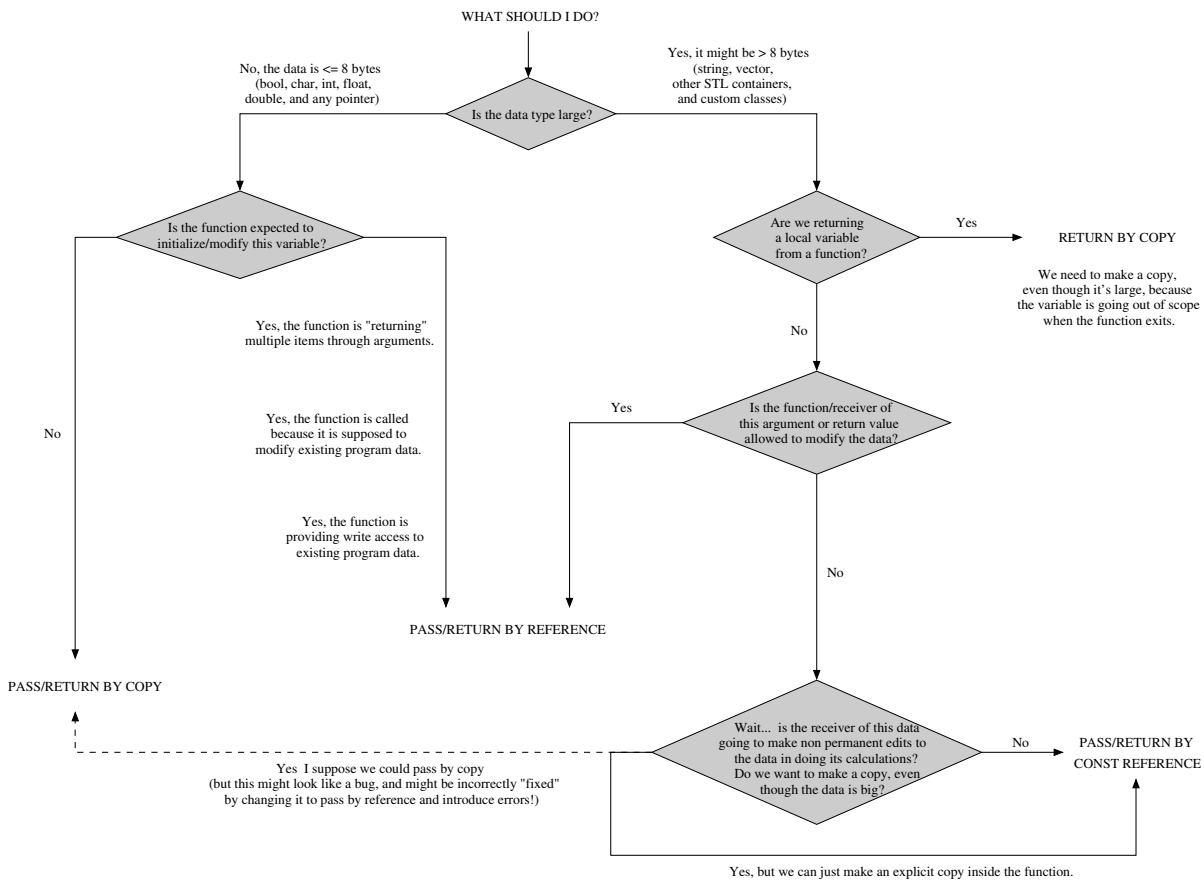 WHAT SHOULD I DO?
No, the data is <= 8 bytes
(bool, char, int, float,
double, and any pointer)
Yes, it might be > 8 bytes
(string, vector,
other STL containers,
and custom classes)
Is the data type large?
Is the function expected to
initialize/modify this variable?
Are we returning
a local variable
from a function?
Yes
RETURN BY COPY
We need to make a copy,
even though it's large, because
the variable is going out of scope
when the function exits.
Yes, the function is "returning"
multiple items through arguments.
No
Yes, the function is called
because it is supposed to
modify existing program data.
Yes, the function is
providing write access to
existing program data.
No
Yes
Is the function/receiver of
this argument or return value
allowed to modify the data?
No
PASS/RETURN BY REFERENCE
PASS/RETURN BY COPY
Wait... is the receiver of this data
going to make non permanent edits to
the data in doing its calculations?
Do we want to make a copy, even
though the data is big?
No
PASS/RETURN BY
CONST REFERENCE
Yes I suppose we could pass by copy
(but this might look like a bug, and might be incorrectly "fixed"
by changing it to pass by reference and introduce errors!)
Yes, but we can just make an explicit copy inside the function.